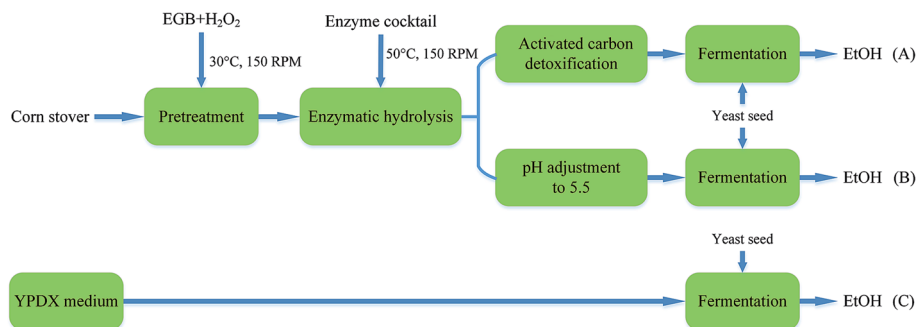 EGB+H₂O₂
Enzyme cocktail
30°C, 150 RPM
50°C, 150 RPM
Activated carbon
detoxification
Fermentation
EtOH (A)
Corn stover
Pretreatment
Enzymatic hydrolysis
Yeast seed
pH adjustment
to 5.5
Fermentation
EtOH (B)
Yeast seed
YPDX medium
Fermentation
EtOH (C)